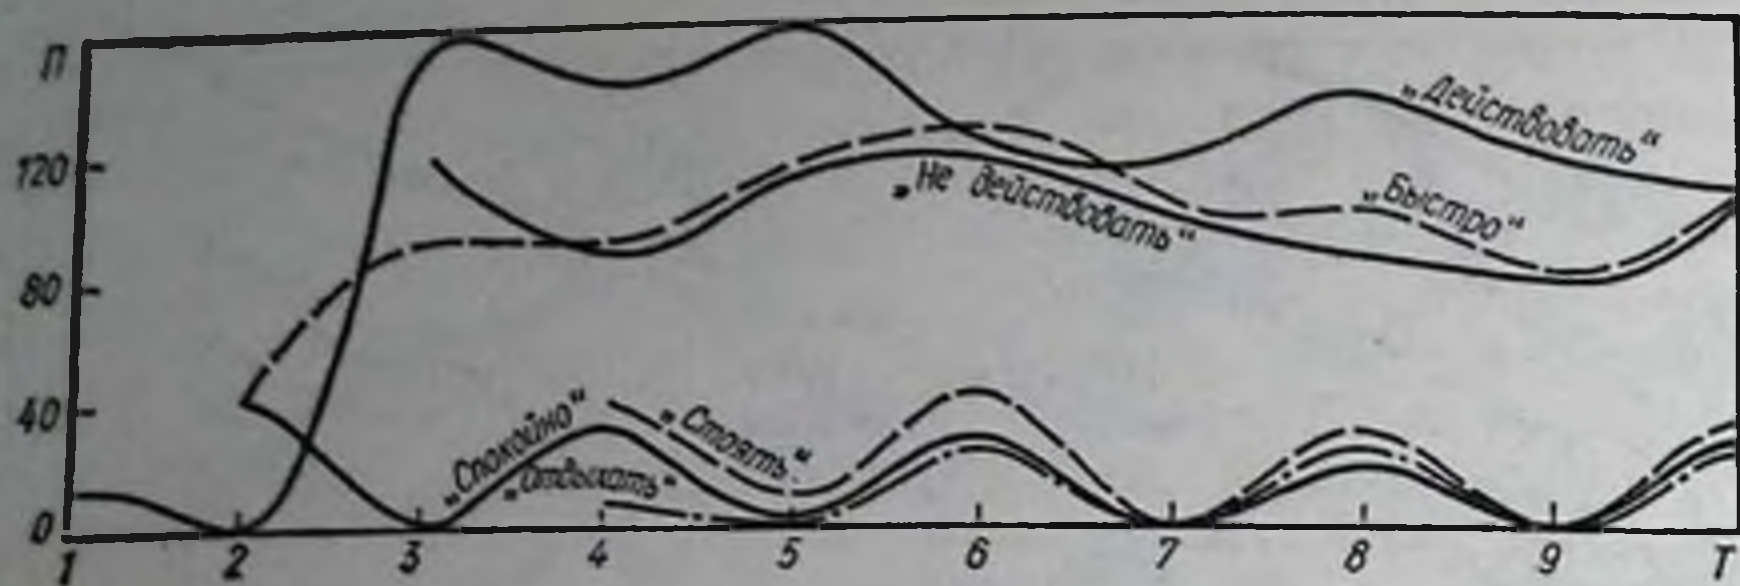 П
120
80
40
0
„Действовать“
„Быстро“
„Не действовать“
„Спокойно“
„Стоять“
„Отдыхать“
1 2 3 4 5 6 7 8 9 T